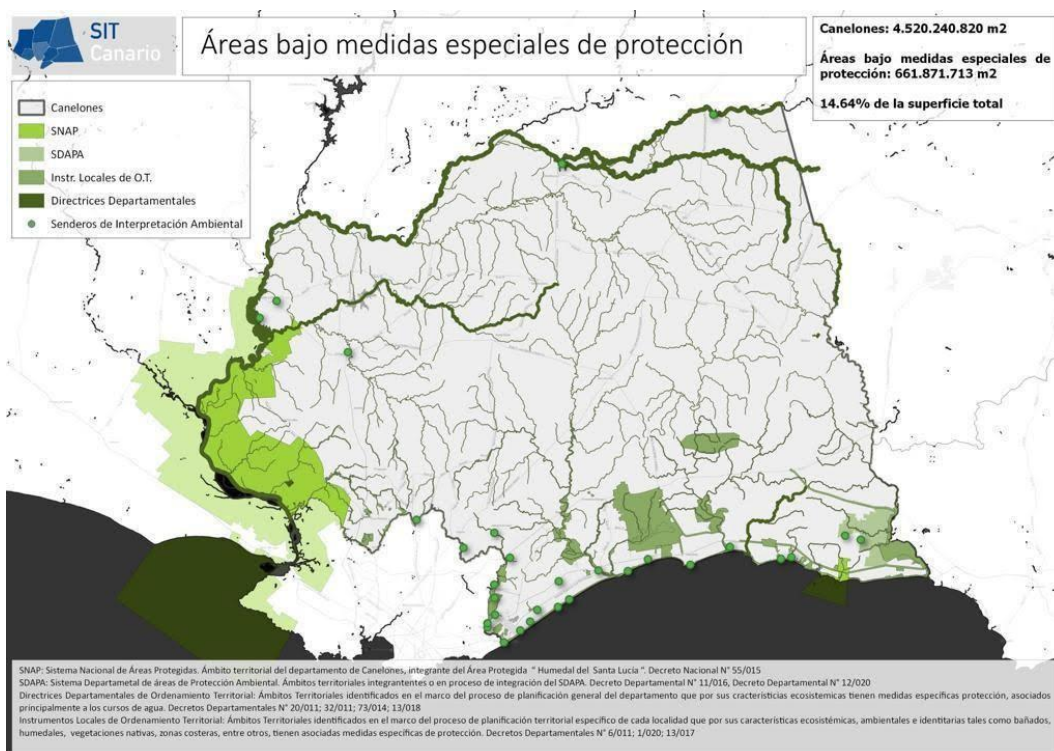 SIT
Canario
Áreas bajo medidas especiales de protección
Canelones: 4.520.240.820 m2
Áreas bajo medidas especiales de
protección: 661.871.713 m2
14.64% de la superficie total
Canelones
SNAP
SDAPA
Instr. Locales de O.T.
Directrices Departamentales
Senderos de Interpretación Ambiental
SNAP: Sistema Nacional de Áreas Protegidas. Ámbito territorial del departamento de Canelones, integrante del Área Protegida " Humedal del Santa Lucía ". Decreto Nacional N° 55/015
SDAPA: Sistema Departametal de áreas de Protección Ambiental. Ámbitos territoriales integrantentes o en proceso de integración del SDAPA. Decreto Departamental N° 11/016, Decreto Departamental N° 12/020
Directrices Departamentales de Ordenamiento Territorial: Ámbitos Territoriales identificados en el marco del proceso de planificación general del departamento que por sus cracterísticas ecosistemicas tienen medidas específicas protección, asociados
principalmente a los cursos de agua. Decretos Departamentales N° 20/011; 32/011; 73/014; 13/018
Instrumentos Locales de Ordenamiento Territorial: Ámbitos Territoriales identificados en el marco del proceso de planificación territorial específico de cada localidad que por sus características ecosistémicas, ambientales e identitarias tales como bañados,
humedales, vegetaciones nativas, zonas costeras, entre otros, tienen asociadas medidas específicas de protección. Decretos Departamentales N° 6/011; 1/020; 13/017